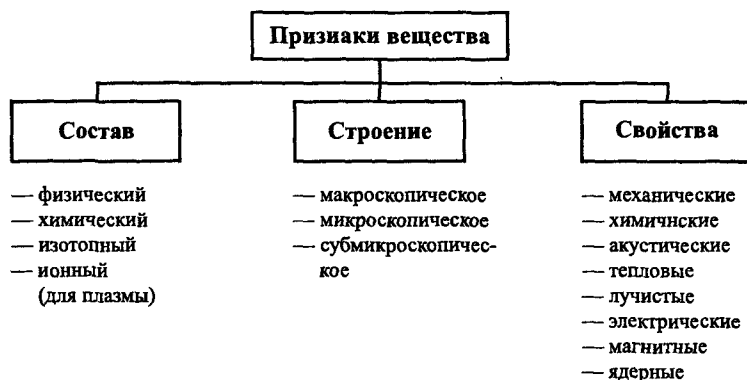 Признаки вещества
Состав
Строение
Свойства
— физический
— химический
— изотопный
— ионный
(для плазмы)
— макроскопическое
— микроскопическое
— субмикроскопичес-
кое
— механические
— химичнские
— акустические
— тепловые
— лучистые
— электрические
— магнитные
— ядерные